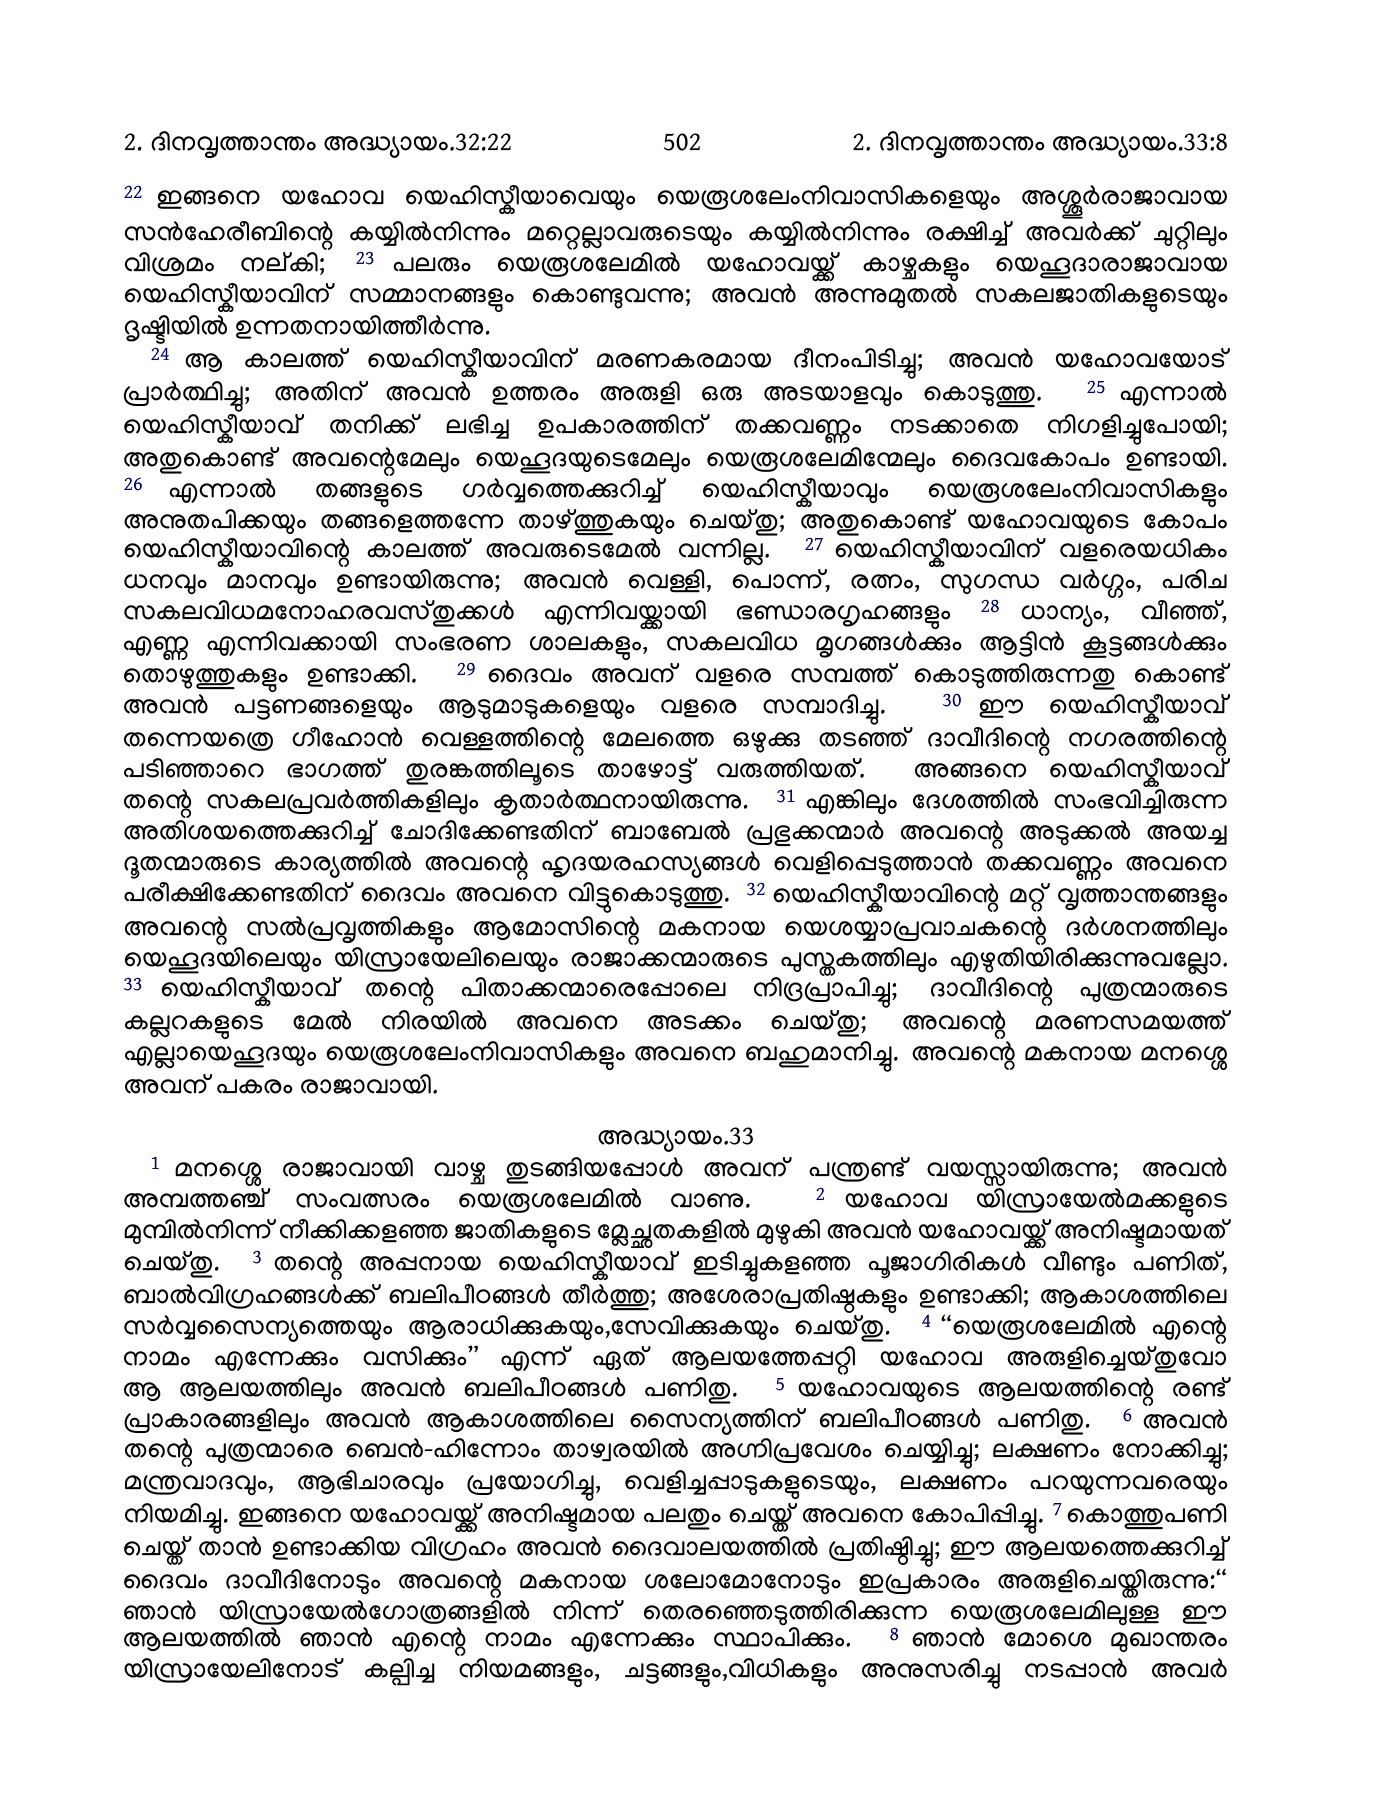 2. ദിനവൃത്താന്തം അദ്ധ്യായം.32:22 502 2. ദിനവൃത്താന്തം അദ്ധ്യായം.33:8
22 ഇങ്ങനെ യഹോവ യെഹിസ്കീയാവെയും യെരൂശലേംനിവാസികളെയും അശ്ശൂർരാജാവായ
സൻഹേരീബിന്റെ കയ്യിൽനിന്നും മറ്റെല്ലാവരുടെയും കയ്യിൽനിന്നും രക്ഷിച്ച് അവർക്ക് ചുറ്റിലും
വിശ്രമം നല്കി; 23 പലരും യെരൂശലേമിൽ യഹോവയ്ക്ക് കാഴ്ചകളും യെഹൂദാരാജാവായ
യെഹിസ്കീയാവിന് സമ്മാനങ്ങളും കൊണ്ടുവന്നു; അവൻ അന്നുമുതൽ സകലജാതികളുടെയും
ദൃഷ്ടിയിൽ ഉന്നതനായിത്തീർന്നു.
24 ആ കാലത്ത് യെഹിസ്കീയാവിന് മരണകരമായ ദീനംപിടിച്ചു; അവൻ യഹോവയോട്
പ്രാർത്ഥിച്ചു; അതിന് അവൻ ഉത്തരം അരുളി ഒരു അടയാളവും കൊടുത്തു. 25 എന്നാൽ
യെഹിസ്കീയാവ് തനിക്ക് ലഭിച്ച ഉപകാരത്തിന് തക്കവണ്ണം നടക്കാതെ നിഗളിച്ചുപോയി;
അതുകൊണ്ട് അവന്റെമേലും യെഹൂദയുടെമേലും യെരൂശലേമിന്മേലും ദൈവകോപം ഉണ്ടായി.
26 എന്നാൽ തങ്ങളുടെ ഗർവ്വത്തെക്കുറിച്ച് യെഹിസ്കീയാവും യെരൂശലേംനിവാസികളും
അനുതപിക്കയും തങ്ങളെത്തന്നേ താഴ്ത്തുകയും ചെയ്തു; അതുകൊണ്ട് യഹോവയുടെ കോപം
യെഹിസ്കീയാവിന്റെ കാലത്ത് അവരുടെമേൽ വന്നില്ല. 27 യെഹിസ്കീയാവിന് വളരെയധികം
ധനവും മാനവും ഉണ്ടായിരുന്നു; അവൻ വെള്ളി, പൊന്ന്, രത്നം, സുഗന്ധ വർഗ്ഗം, പരിച
സകലവിധമനോഹരവസ്തുക്കൾ എന്നിവയ്ക്കായി ഭണ്ഡാരഗൃഹങ്ങളും 28 ധാന്യം, വീഞ്ഞ്,
എണ്ണ എന്നിവക്കായി സംഭരണ ശാലകളും, സകലവിധ മൃഗങ്ങൾക്കും ആട്ടിൻ കൂട്ടങ്ങൾക്കും
തൊഴുത്തുകളും ഉണ്ടാക്കി. 29 ദൈവം അവന് വളരെ സമ്പത്ത് കൊടുത്തിരുന്നതു കൊണ്ട്
അവൻ പട്ടണങ്ങളെയും ആടുമാടുകളെയും വളരെ സമ്പാദിച്ചു. 30 ഈ യെഹിസ്കീയാവ്
തന്നെയത്രെ ഗീഹോൻ വെള്ളത്തിന്റെ മേലത്തെ ഒഴുക്കു തടഞ്ഞ് ദാവീദിന്റെ നഗരത്തിന്റെ
പടിഞ്ഞാറെ ഭാഗത്ത് തുരങ്കത്തിലൂടെ താഴോട്ട് വരുത്തിയത്. അങ്ങനെ യെഹിസ്കീയാവ്
തന്റെ സകലപ്രവർത്തികളിലും കൃതാർത്ഥനായിരുന്നു. 31 എങ്കിലും ദേശത്തിൽ സംഭവിച്ചിരുന്ന
അതിശയത്തെക്കുറിച്ച് ചോദിക്കേണ്ടതിന് ബാബേൽ പ്രഭുക്കന്മാർ അവന്റെ അടുക്കൽ അയച്ച
ദൂതന്മാരുടെ കാര്യത്തിൽ അവന്റെ ഹൃദയരഹസ്യങ്ങൾ വെളിപ്പെടുത്താൻ തക്കവണ്ണം അവനെ
പരീക്ഷിക്കേണ്ടതിന് ദൈവം അവനെ വിട്ടുകൊടുത്തു. 32 യെഹിസ്കീയാവിന്റെ മറ്റ് വൃത്താന്തങ്ങളും
അവന്റെ സൽപ്രവൃത്തികളും ആമോസിന്റെ മകനായ യെശയ്യാപ്രവാചകന്റെ ദർശനത്തിലും
യെഹൂദയിലെയും യിസ്രായേലിലെയും രാജാക്കന്മാരുടെ പുസ്തകത്തിലും എഴുതിയിരിക്കുന്നുവല്ലോ.
33 യെഹിസ്കീയാവ് തന്റെ പിതാക്കന്മാരെപ്പോലെ നിദ്രപ്രാപിച്ചു; ദാവീദിന്റെ പുത്രന്മാരുടെ
കല്ലറകളുടെ മേൽ നിരയിൽ അവനെ അടക്കം ചെയ്തു; അവന്റെ മരണസമയത്ത്
എല്ലായെഹൂദയും യെരൂശലേംനിവാസികളും അവനെ ബഹുമാനിച്ചു. അവന്റെ മകനായ മനശ്ശെ
അവന് പകരം രാജാവായി.
അദ്ധ്യായം.33
1 മനശ്ശെ രാജാവായി വാഴ്ച തുടങ്ങിയപ്പോൾ അവന് പന്ത്രണ്ട് വയസ്സായിരുന്നു; അവൻ
അമ്പത്തഞ്ച് സംവത്സരം യെരൂശലേമിൽ വാണു. 2 യഹോവ യിസ്രായേൽമക്കളുടെ
മുമ്പിൽനിന്ന് നീക്കിക്കളഞ്ഞ ജാതികളുടെ മ്ലേച്ഛതകളിൽ മുഴുകി അവൻ യഹോവയ്ക്ക് അനിഷ്ടമായത്
ചെയ്തു. 3 തന്റെ അപ്പനായ യെഹിസ്കീയാവ് ഇടിച്ചുകളഞ്ഞ പൂജാഗിരികൾ വീണ്ടും പണിത്,
ബാൽവിഗ്രഹങ്ങൾക്ക് ബലിപീഠങ്ങൾ തീർത്തു; അശേരാപ്രതിഷ്ഠകളും ഉണ്ടാക്കി; ആകാശത്തിലെ
സർവ്വസൈന്യത്തെയും ആരാധിക്കുകയും,സേവിക്കുകയും ചെയ്തു. 4 “യെരൂശലേമിൽ എന്റെ
നാമം എന്നേക്കും വസിക്കും” എന്ന് ഏത് ആലയത്തേപ്പറ്റി യഹോവ അരുളിച്ചെയ്തുവോ
ആ ആലയത്തിലും അവൻ ബലിപീഠങ്ങൾ പണിതു. 5 യഹോവയുടെ ആലയത്തിന്റെ രണ്ട്
പ്രാകാരങ്ങളിലും അവൻ ആകാശത്തിലെ സൈന്യത്തിന് ബലിപീഠങ്ങൾ പണിതു. 6 അവൻ
തന്റെ പുത്രന്മാരെ ബെൻ-ഹിന്നോം താഴ്വരയിൽ അഗ്നിപ്രവേശം ചെയ്യിച്ചു; ലക്ഷണം നോക്കിച്ചു;
മന്ത്രവാദവും, ആഭിചാരവും പ്രയോഗിച്ചു, വെളിച്ചപ്പാടുകളുടെയും, ലക്ഷണം പറയുന്നവരെയും
നിയമിച്ചു. ഇങ്ങനെ യഹോവയ്ക്ക് അനിഷ്ടമായ പലതും ചെയ്ത് അവനെ കോപിപ്പിച്ചു. 7 കൊത്തുപണി
ചെയ്ത് താൻ ഉണ്ടാക്കിയ വിഗ്രഹം അവൻ ദൈവാലയത്തിൽ പ്രതിഷ്ഠിച്ചു; ഈ ആലയത്തെക്കുറിച്ച്
ദൈവം ദാവീദിനോടും അവന്റെ മകനായ ശലോമോനോടും ഇപ്രകാരം അരുളിചെയ്തിരുന്നു:“
ഞാൻ യിസ്രായേൽഗോത്രങ്ങളിൽ നിന്ന് തെരഞ്ഞെടുത്തിരിക്കുന്ന യെരൂശലേമിലുള്ള ഈ
ആലയത്തിൽ ഞാൻ എന്റെ നാമം എന്നേക്കും സ്ഥാപിക്കും. 8 ഞാൻ മോശെ മുഖാന്തരം
യിസ്രായേലിനോട് കല്പിച്ച നിയമങ്ങളും, ചട്ടങ്ങളും,വിധികളും അനുസരിച്ചു നടപ്പാൻ അവർ